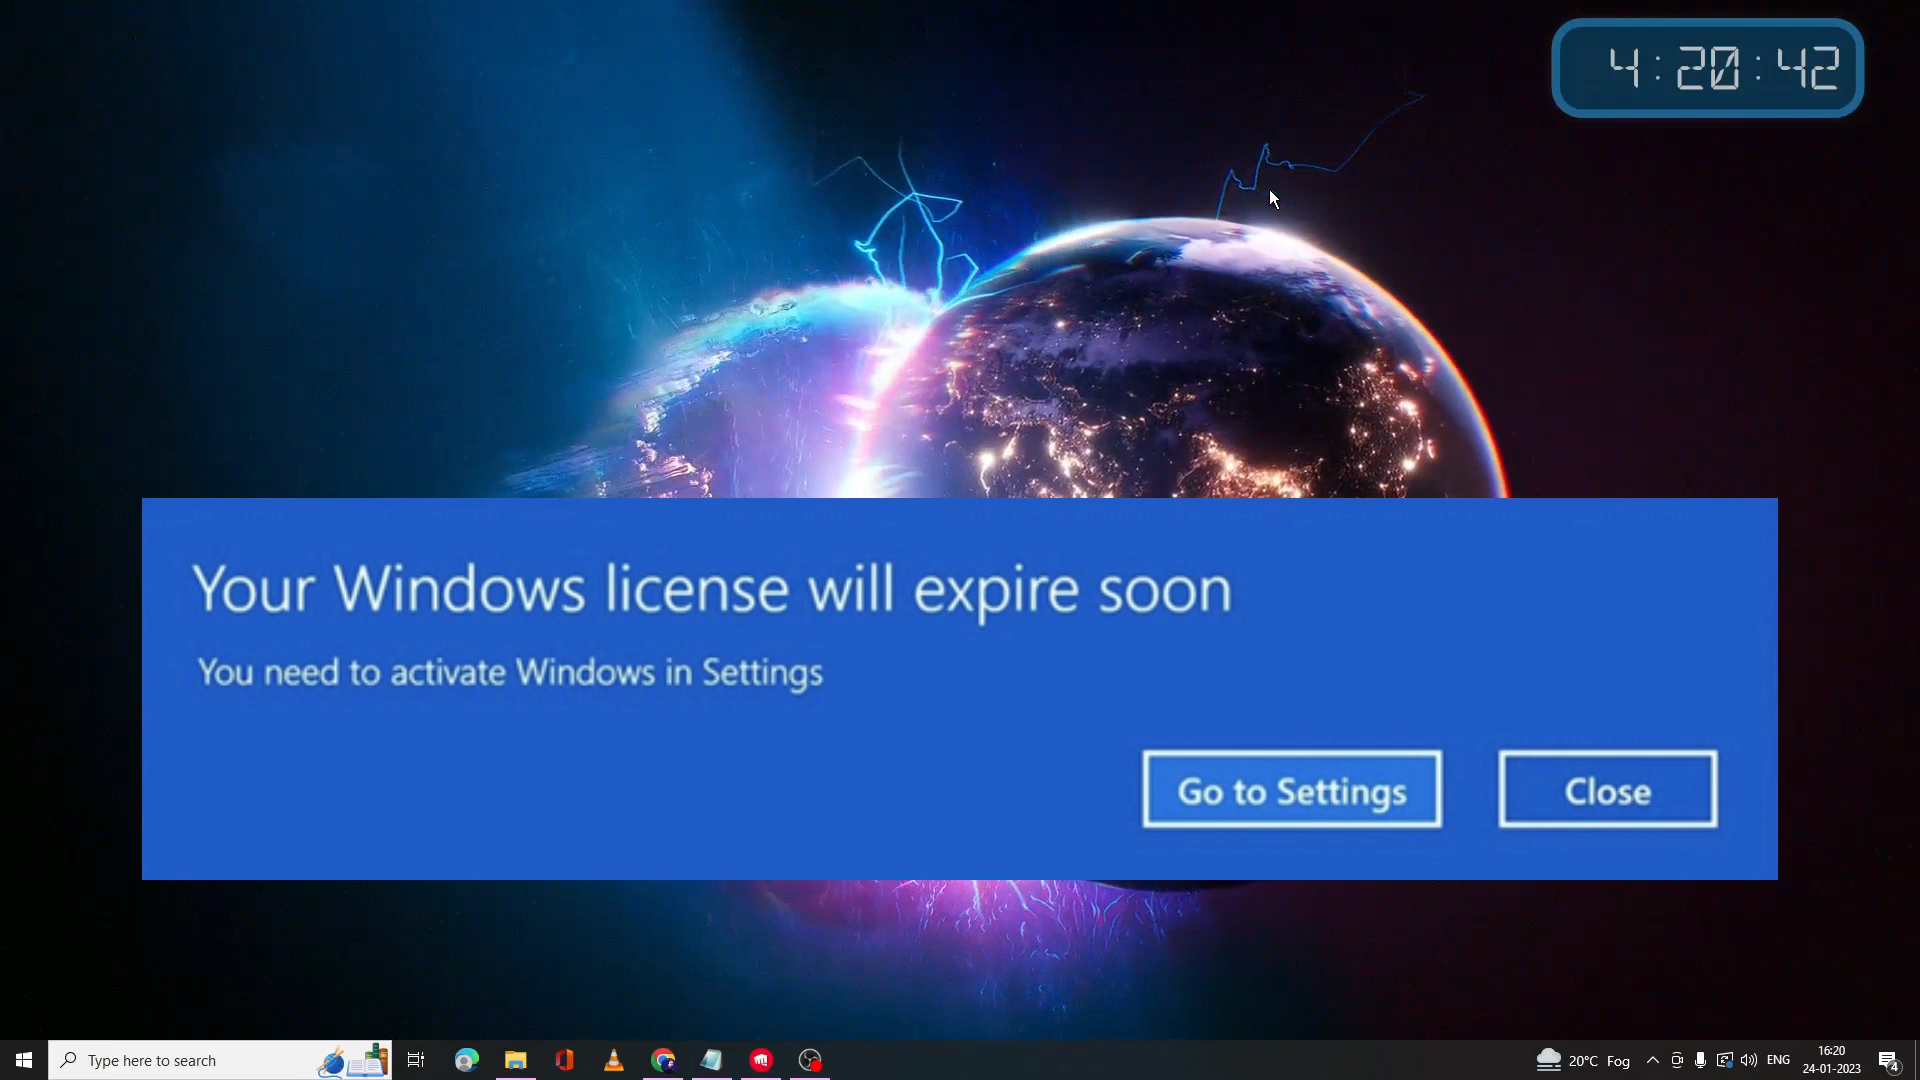 4:20:42
Your Windows license will expire soon
You need to activate Windows in Settings
Go to Settings
Close
Type here to search
20°C Fog
ENG
16:20
24-01-2023
4